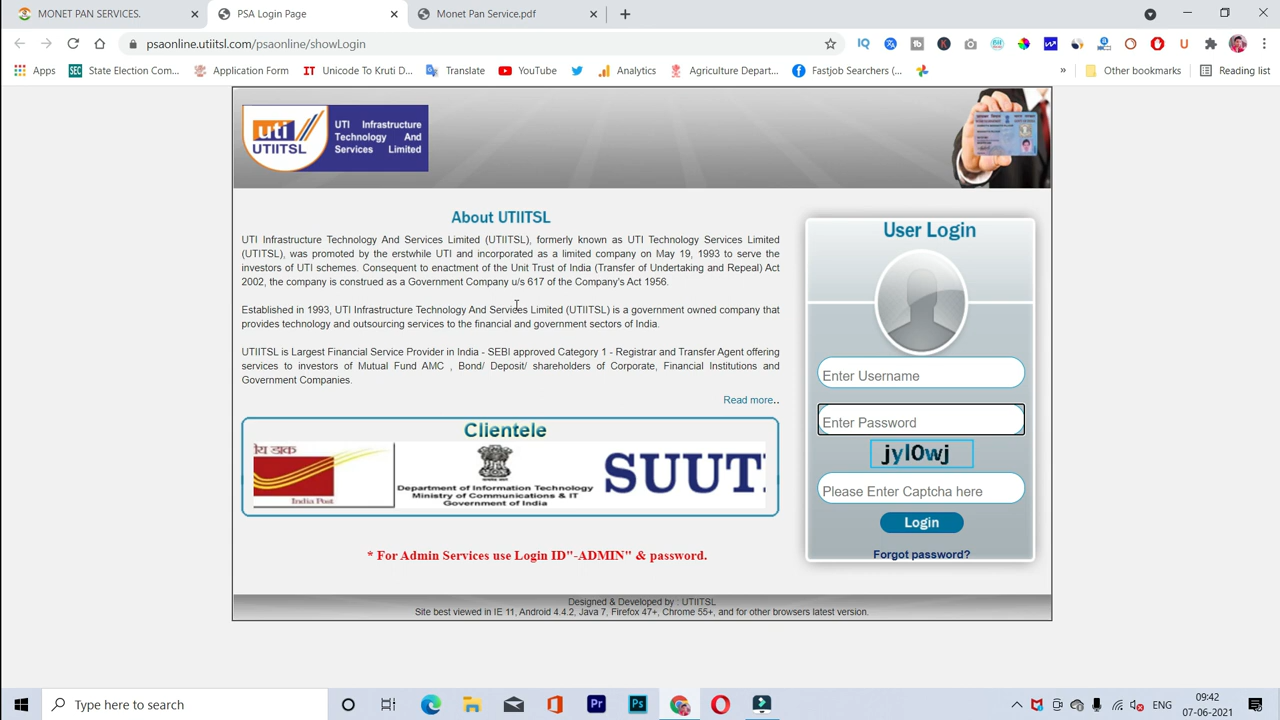 MONET PAN SERVICES.
PSA Login Page
Monet Pan Service.pdf
psaonline.utiitsl.com/psaonline/showLogin
Apps
State Election Com...
Application Form
Unicode To Kruti D...
Translate
YouTube
Analytics
Agriculture Depart...
Fastjob Searchers (...
»
Other bookmarks
Reading list
uti
UTIITSL
UTI Infrastructure
Technology And
Services Limited
About UTIITSL
UTI Infrastructure Technology And Services Limited (UTIITSL), formerly known as UTI Technology Services Limited
(UTITSL), was promoted by the erstwhile UTI and incorporated as a limited company on May 19, 1993 to serve the
investors of UTI schemes. Consequent to enactment of the Unit Trust of India (Transfer of Undertaking and Repeal) Act
2002, the company is construed as a Government Company u/s 617 of the Company's Act 1956.
Established in 1993, UTI Infrastructure Technology And Services Limited (UTIITSL) is a government owned company that
provides technology and outsourcing services to the financial and government sectors of India.
UTIITSL is Largest Financial Service Provider in India - SEBI approved Category 1 - Registrar and Transfer Agent offering
services to investors of Mutual Fund AMC , Bond/ Deposit/ shareholders of Corporate, Financial Institutions and
Government Companies.
Read more..
Clientele
India Post
Department of Information Technology
Ministry of Communications & IT
Government of India
SUUT
* For Admin Services use Login ID"-ADMIN" & password.
User Login
Enter Username
Enter Password
jyl0wj
Please Enter Captcha here
Login
Forgot password?
Designed & Developed by : UTIITSL
Site best viewed in IE 11, Android 4.4.2, Java 7, Firefox 47+, Chrome 55+, and for other browsers latest version.
Type here to search
ENG
09:42
07-06-2021